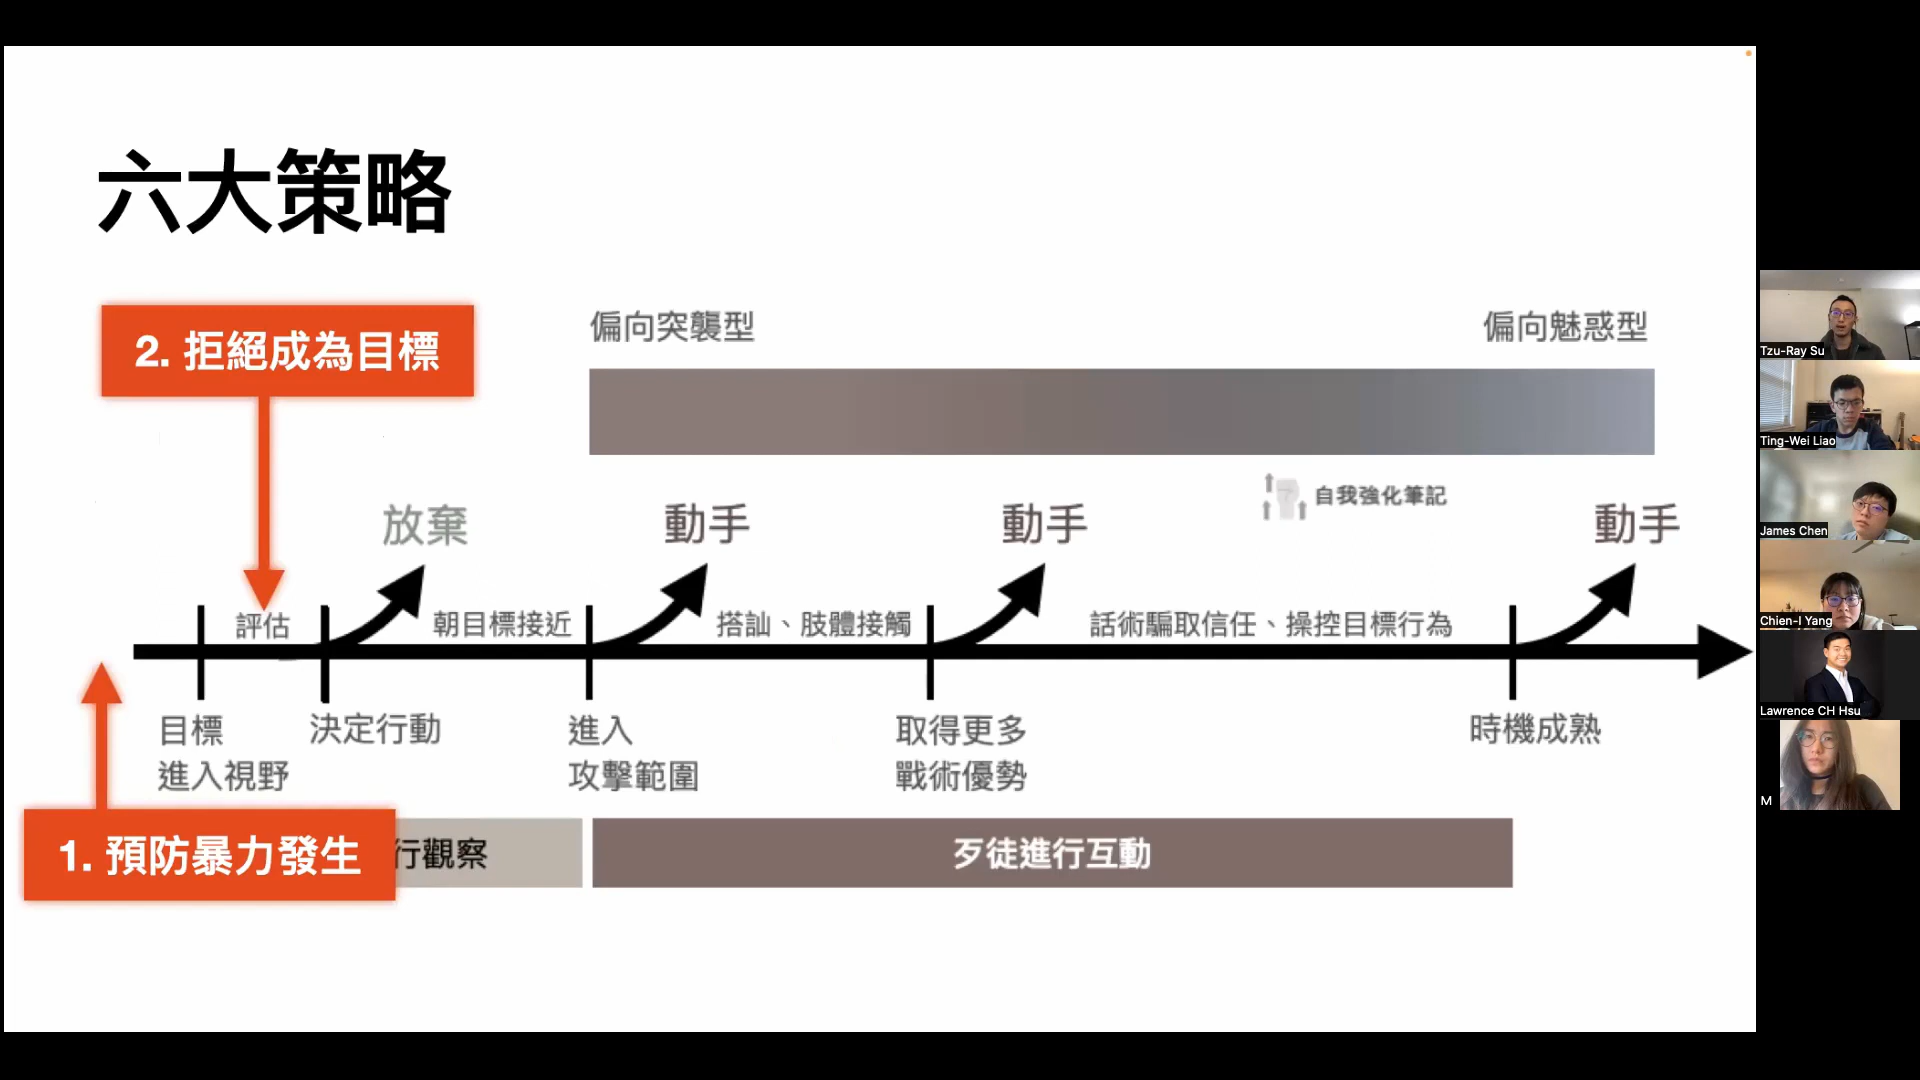 六大策略
2. 拒絕成為目標
偏向突襲型
偏向魅惑型
自我強化筆記
放棄
動手
動手
動手
評估
朝目標接近
搭訕、肢體接觸
話術騙取信任、操控目標行為
目標
進入視野
決定行動
進入
攻擊範圍
取得更多
戰術優勢
時機成熟
1. 預防暴力發生
行觀察
歹徒進行互動
Tzu-Ray Su
Ting-Wei Liao
James Chen
Chien-I Yang
Lawrence CH Hsu
M